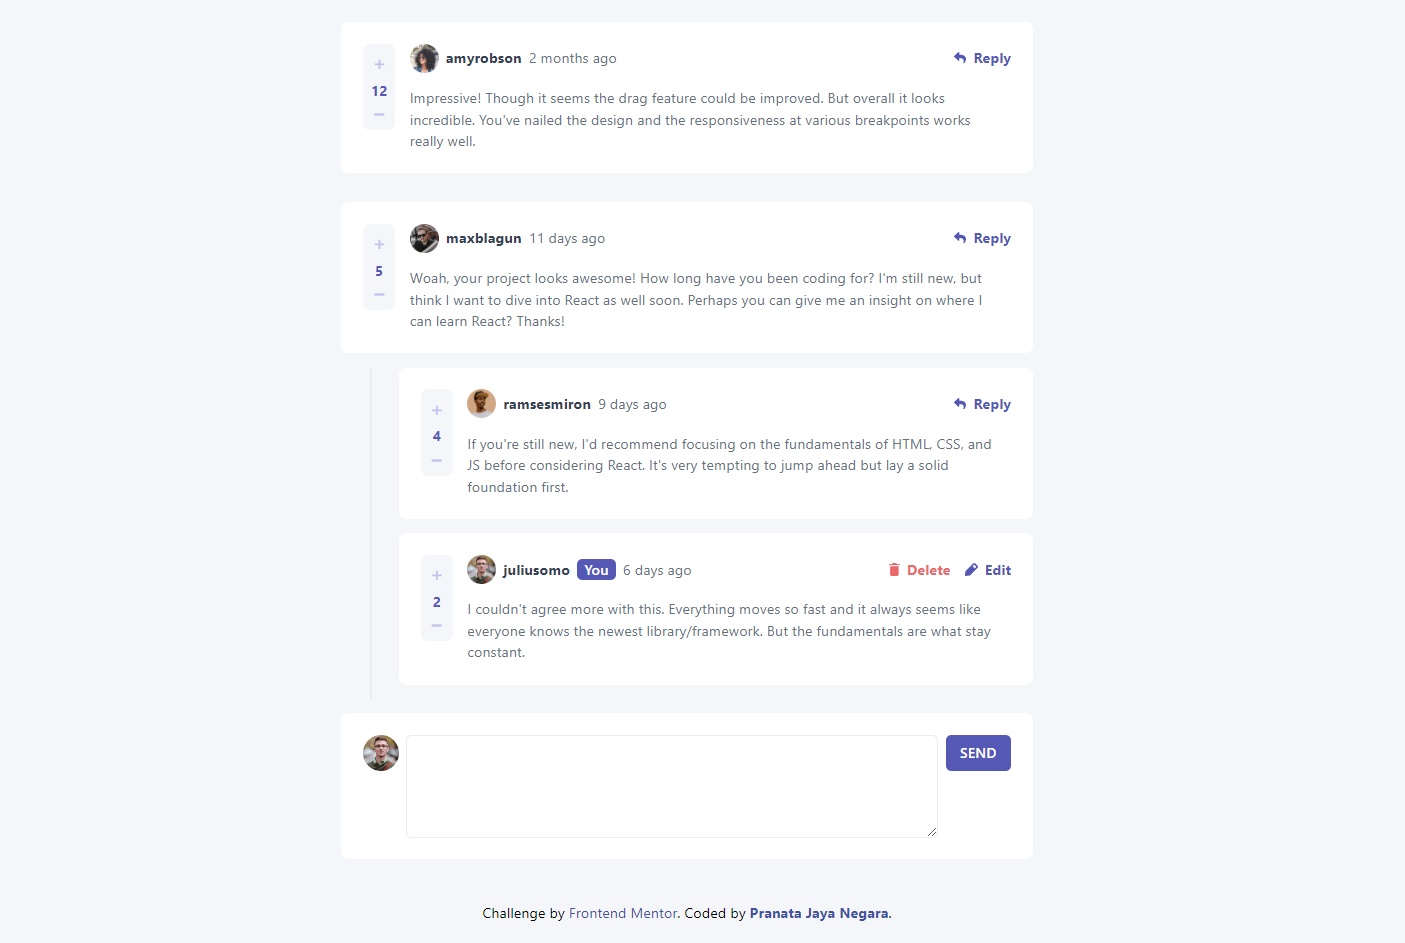 +
12
−
amyrobson 2 months ago
Reply
Impressive! Though it seems the drag feature could be improved. But overall it looks
incredible. You've nailed the design and the responsiveness at various breakpoints works
really well.
+
5
−
maxblagun 11 days ago
Reply
Woah, your project looks awesome! How long have you been coding for? I'm still new, but
think I want to dive into React as well soon. Perhaps you can give me an insight on where I
can learn React? Thanks!
+
4
−
ramsesmiron 9 days ago
Reply
If you're still new, I'd recommend focusing on the fundamentals of HTML, CSS, and
JS before considering React. It's very tempting to jump ahead but lay a solid
foundation first.
+
2
−
juliusomo You 6 days ago
Delete Edit
I couldn't agree more with this. Everything moves so fast and it always seems like
everyone knows the newest library/framework. But the fundamentals are what stay
constant.
SEND
Challenge by Frontend Mentor. Coded by Pranata Jaya Negara.